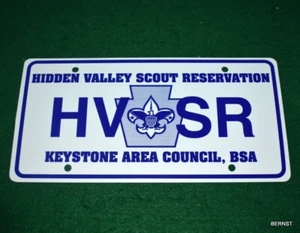 HIDDEN VALLEY SCOUT RESERVATION
HV SR
KEYSTONE AREA COUNCIL, BSA
BERNST